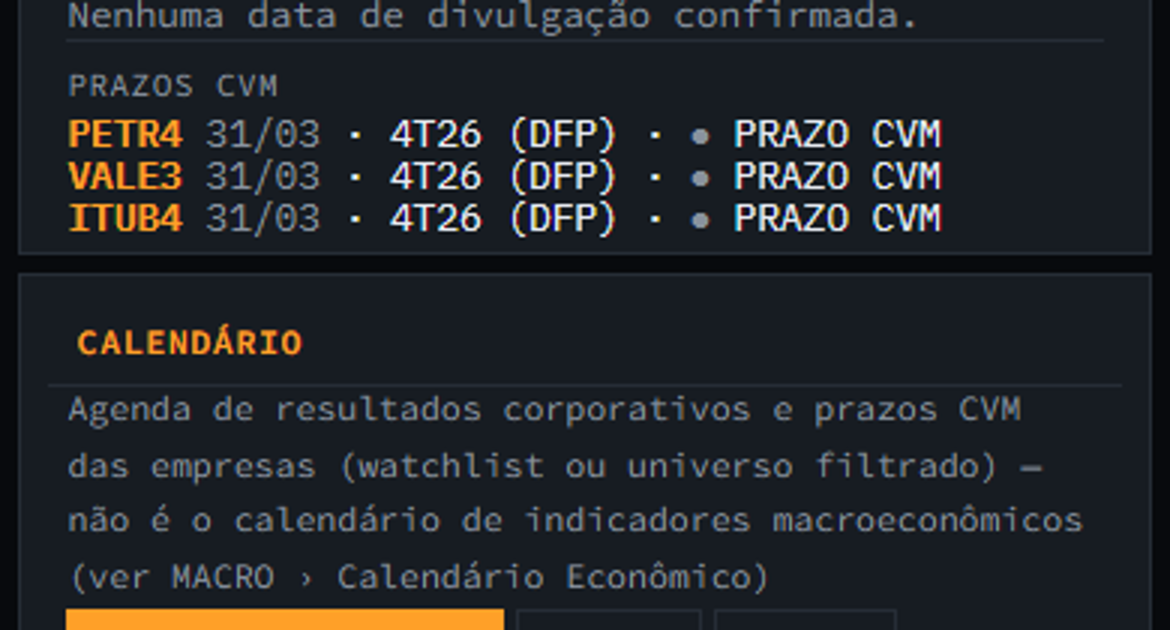 Nenhuma data de divulgação confirmada.
PRAZOS CVM
PETR4 31/03 · 4T26 (DFP) · ● PRAZO CVM
VALE3 31/03 · 4T26 (DFP) · ● PRAZO CVM
ITUB4 31/03 · 4T26 (DFP) · ● PRAZO CVM
CALENDÁRIO
Agenda de resultados corporativos e prazos CVM
das empresas (watchlist ou universo filtrado) —
não é o calendário de indicadores macroeconômicos
(ver MACRO › Calendário Econômico)